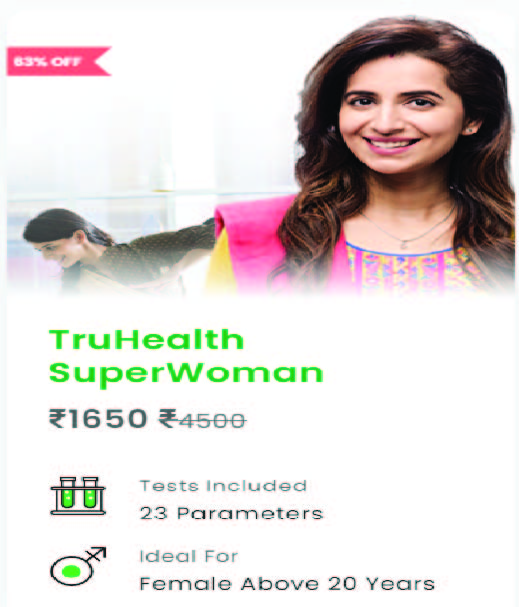 63% OFF
TruHealth
SuperWoman
₹1650 ₹4500
Tests Included
23 Parameters
Ideal For
Female Above 20 Years